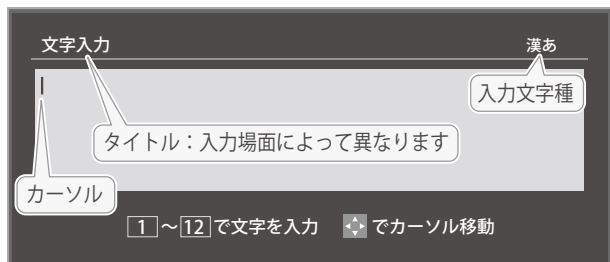 文字入力
漢あ
入力文字種
タイトル：入力場面によって異なります
カーソル
1～12で文字を入力 でカーソル移動